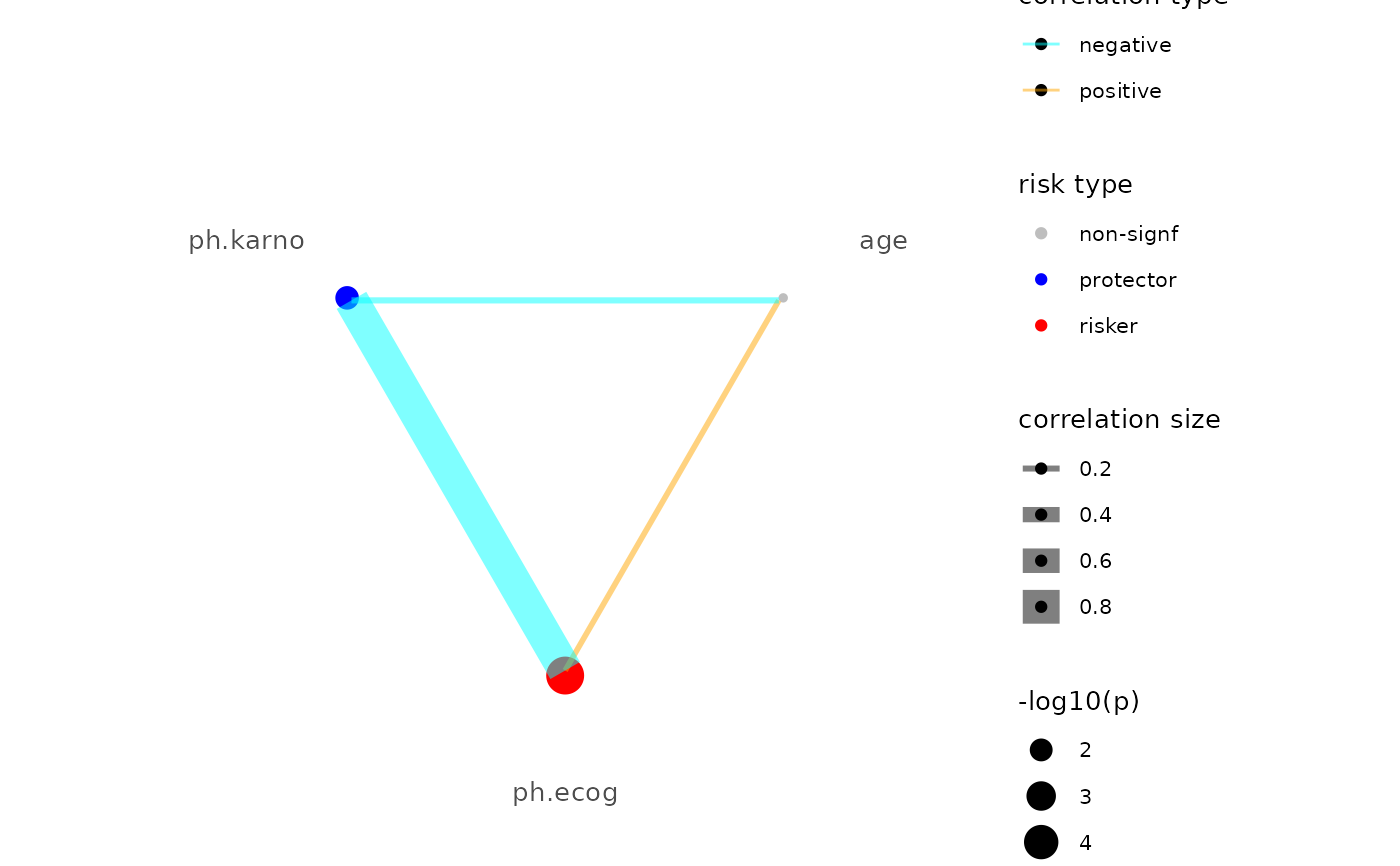 correlation type
negative
positive
risk type
non-signf
protector
risker
ph.karno
age
correlation size
0.2
0.4
0.6
0.8
-log10(p)
2
3
4
ph.ecog